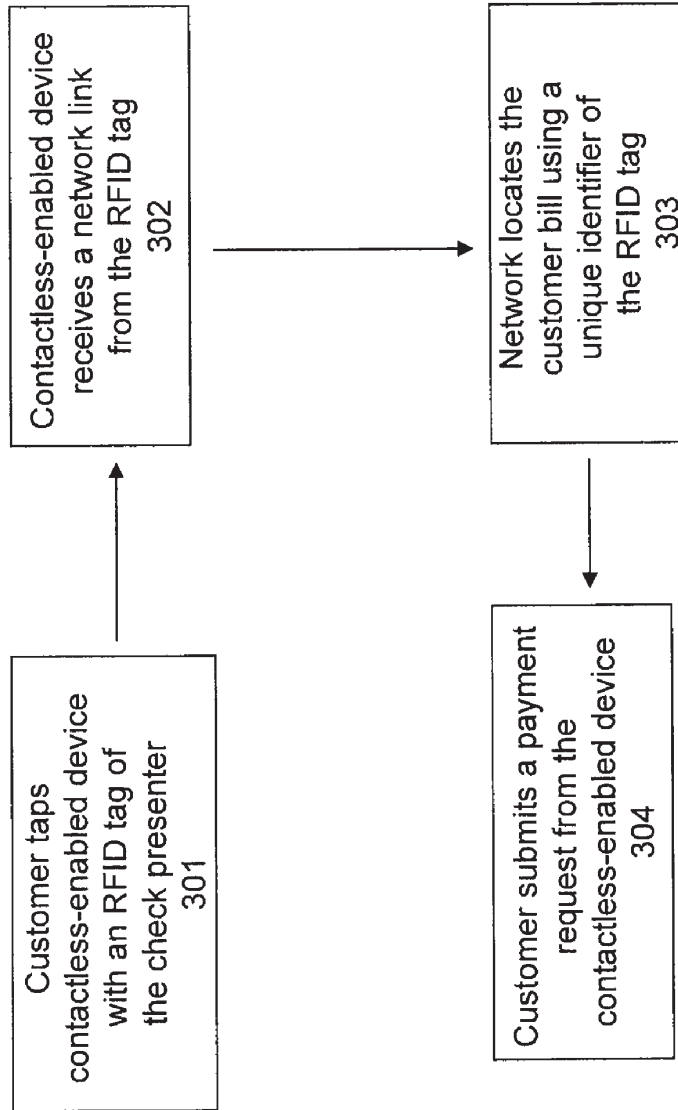 Customer taps
contactless-enabled device
with an RFID tag of
the check presenter
301
Contactless-enabled device
receives a network link
from the RFID tag
302
Network locates the
customer bill using a
unique identifier of
the RFID tag
303
Customer submits a payment
request from the
contactless-enabled device
304